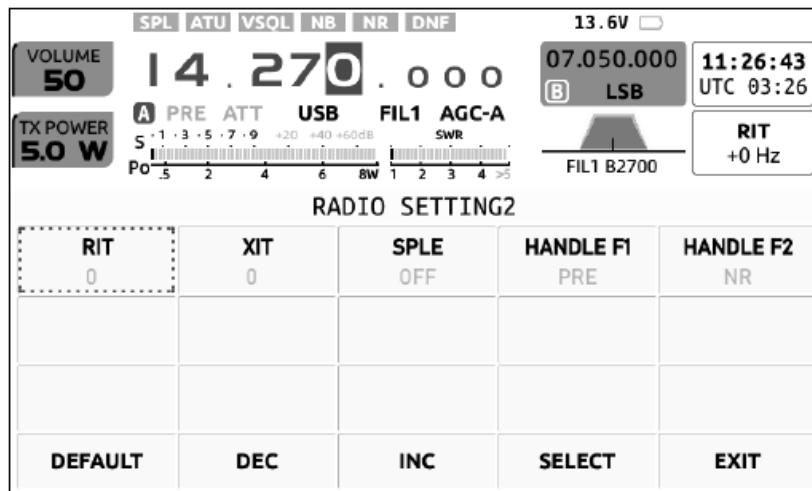 SPL ATU VSQL NB NR DNF 13.6V
VOLUME
50
14.270.000
07.050.000
B LSB
11:26:43
UTC 03:26
A PRE ATT USB FIL1 AGC-A
TX POWER
5.0 W
S ·1 ·3 ·5 ·7 ·9 +20 +40 +60dB SWR
Po .5 2 4 6 8W 1 2 3 4 >5
FIL1 B2700
RIT
+0 Hz
RADIO SETTING2
RIT XIT SPLE HANDLE F1 HANDLE F2
0 0 OFF PRE NR
DEFAULT DEC INC SELECT EXIT